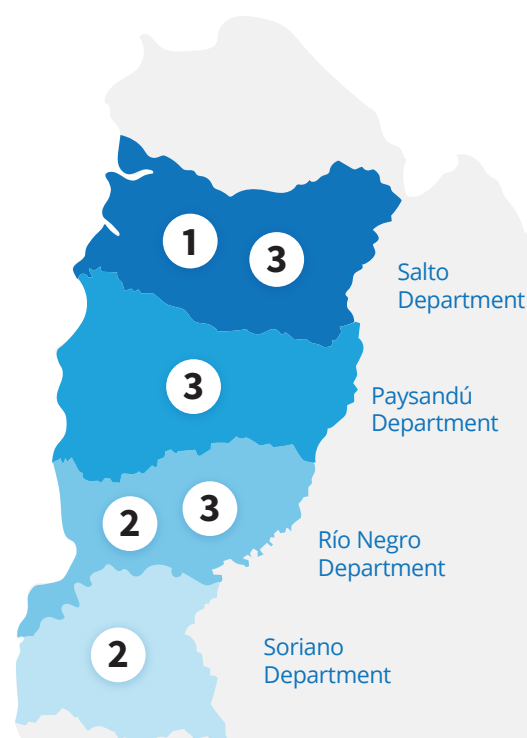 1
3
Salto
Department
3
Paysandú
Department
2
3
Río Negro
Department
2
Soriano
Department